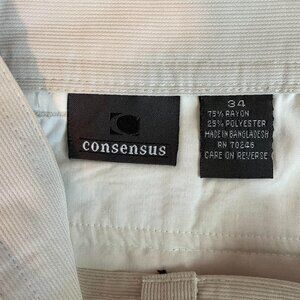 consensus
34
75% RAYON
25% POLYESTER
MADE IN BANGLADESH
RN 70246
CARE ON REVERSE